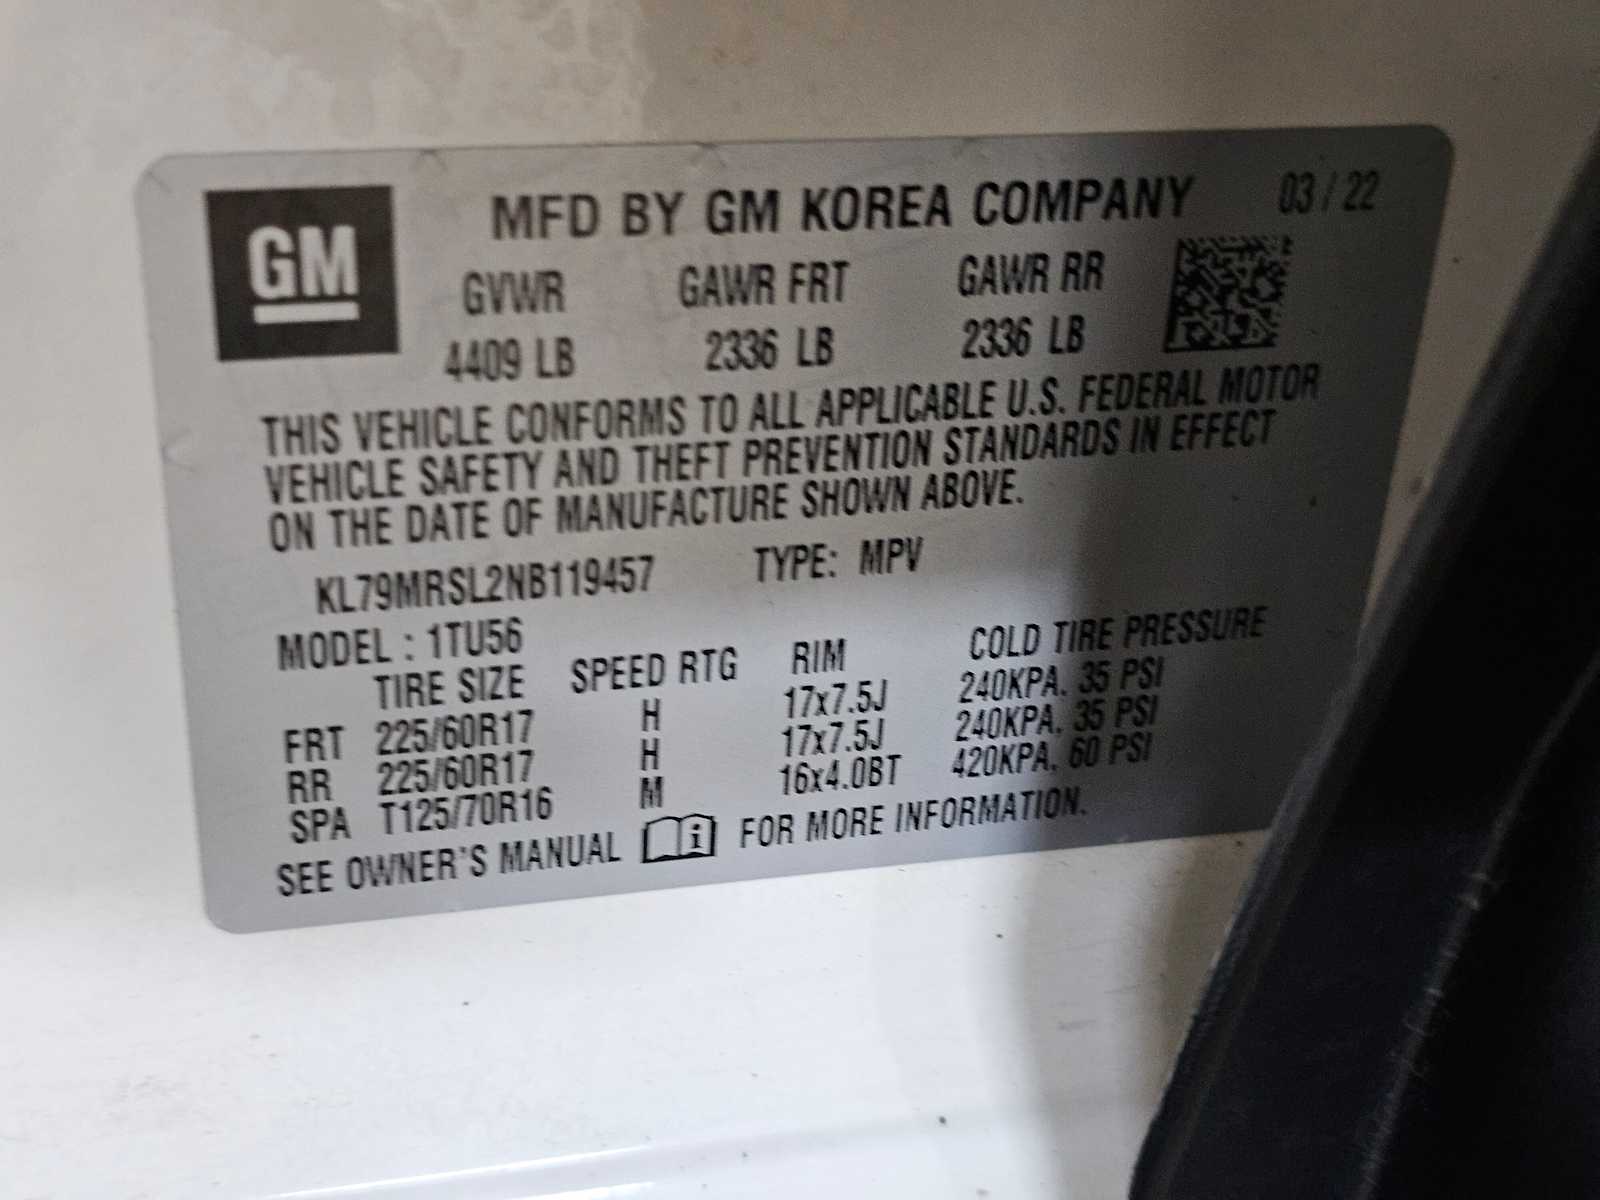 GM
MFD BY GM KOREA COMPANY 03/22
GVWR GAWR FRT GAWR RR
4409 LB 2336 LB 2336 LB
THIS VEHICLE CONFORMS TO ALL APPLICABLE U.S. FEDERAL MOTOR
VEHICLE SAFETY AND THEFT PREVENTION STANDARDS IN EFFECT
ON THE DATE OF MANUFACTURE SHOWN ABOVE.
KL79MRSL2NB119457 TYPE: MPV
MODEL : 1TU56
TIRE SIZE SPEED RTG RIM COLD TIRE PRESSURE
FRT 225/60R17 H 17x7.5J 240KPA. 35 PSI
RR 225/60R17 H 17x7.5J 240KPA. 35 PSI
SPA T125/70R16 M 16x4.0BT 420KPA. 60 PSI
SEE OWNER'S MANUAL i FOR MORE INFORMATION.